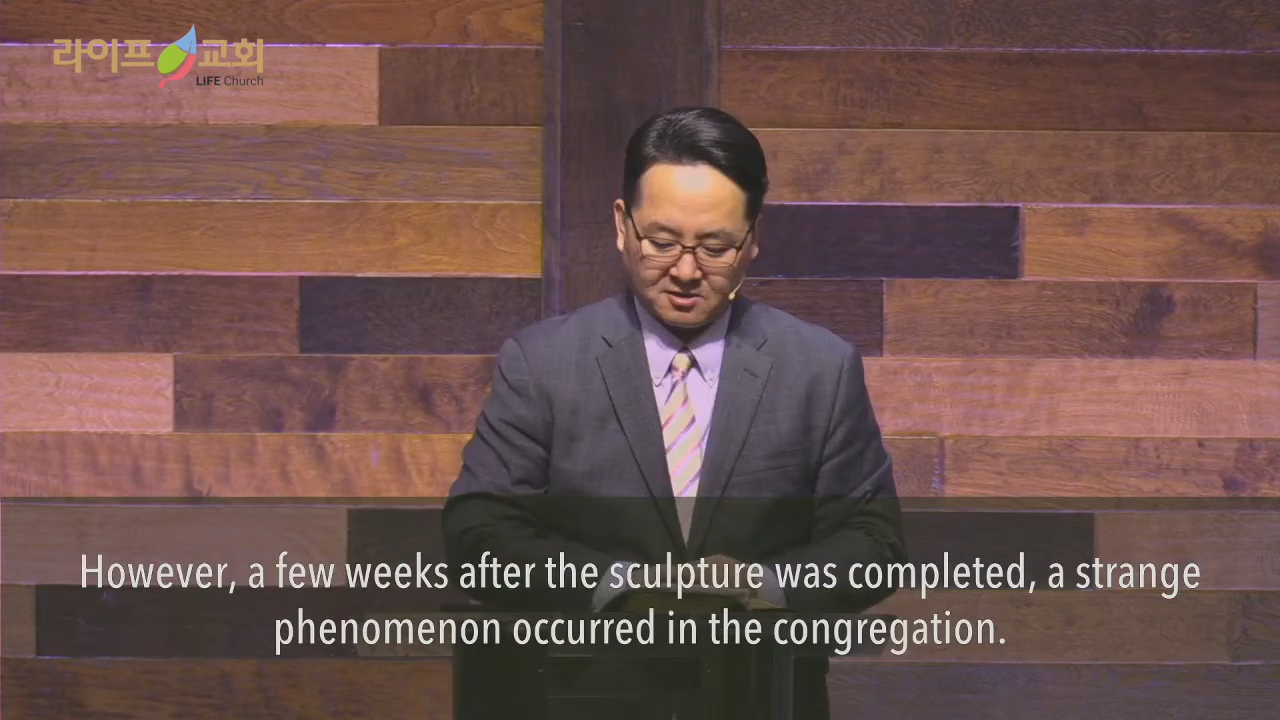 라이프 교회
LIFE Church
However, a few weeks after the sculpture was completed, a strange
phenomenon occurred in the congregation.